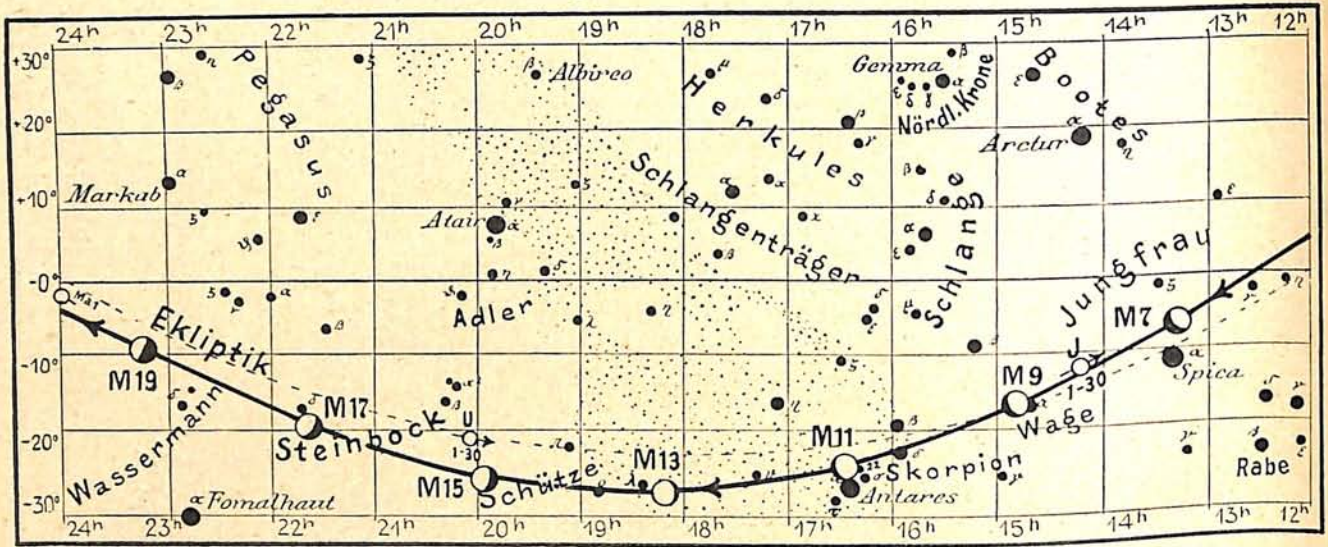 24h 23h 22h 21h 20h 19h 18h 17h 16h 15h 14h 13h 12h
+30°
+20°
+10°
-0°
-10°
-20°
-30°
Pegasus
η
β
ζ
Markab
α
ζ
ε
β Albireo
μ
Herkules
δ
Gemma
ε δ γ α
β
Nördl. Krone
Bootes
ε
Arctur α
η
β
γ
Schlangenträger
ζ
γ
Atair α
β
η
δ
Adler
λ
α
κ
κ
β
Schlange
β
δ
α
ε
μ
δ
ε
ζ
η
Jungfrau
ε
ζ
γ
η
M7
J
1-30
α
Spica
Mars
Ekliptik
M19
α
β
δ
M17
Steinbock
Wassermann
α Fomalhaut
α²
β
U
1-30
π
M15
Schütze
λ
M13
M11
β
δ
22
σ
Skorpion
Antares
τ
M9
α
Wage
β
γ
Rabe
24h 23h 22h 21h 20h 19h 18h 17h 16h 15h 14h 13h 12h